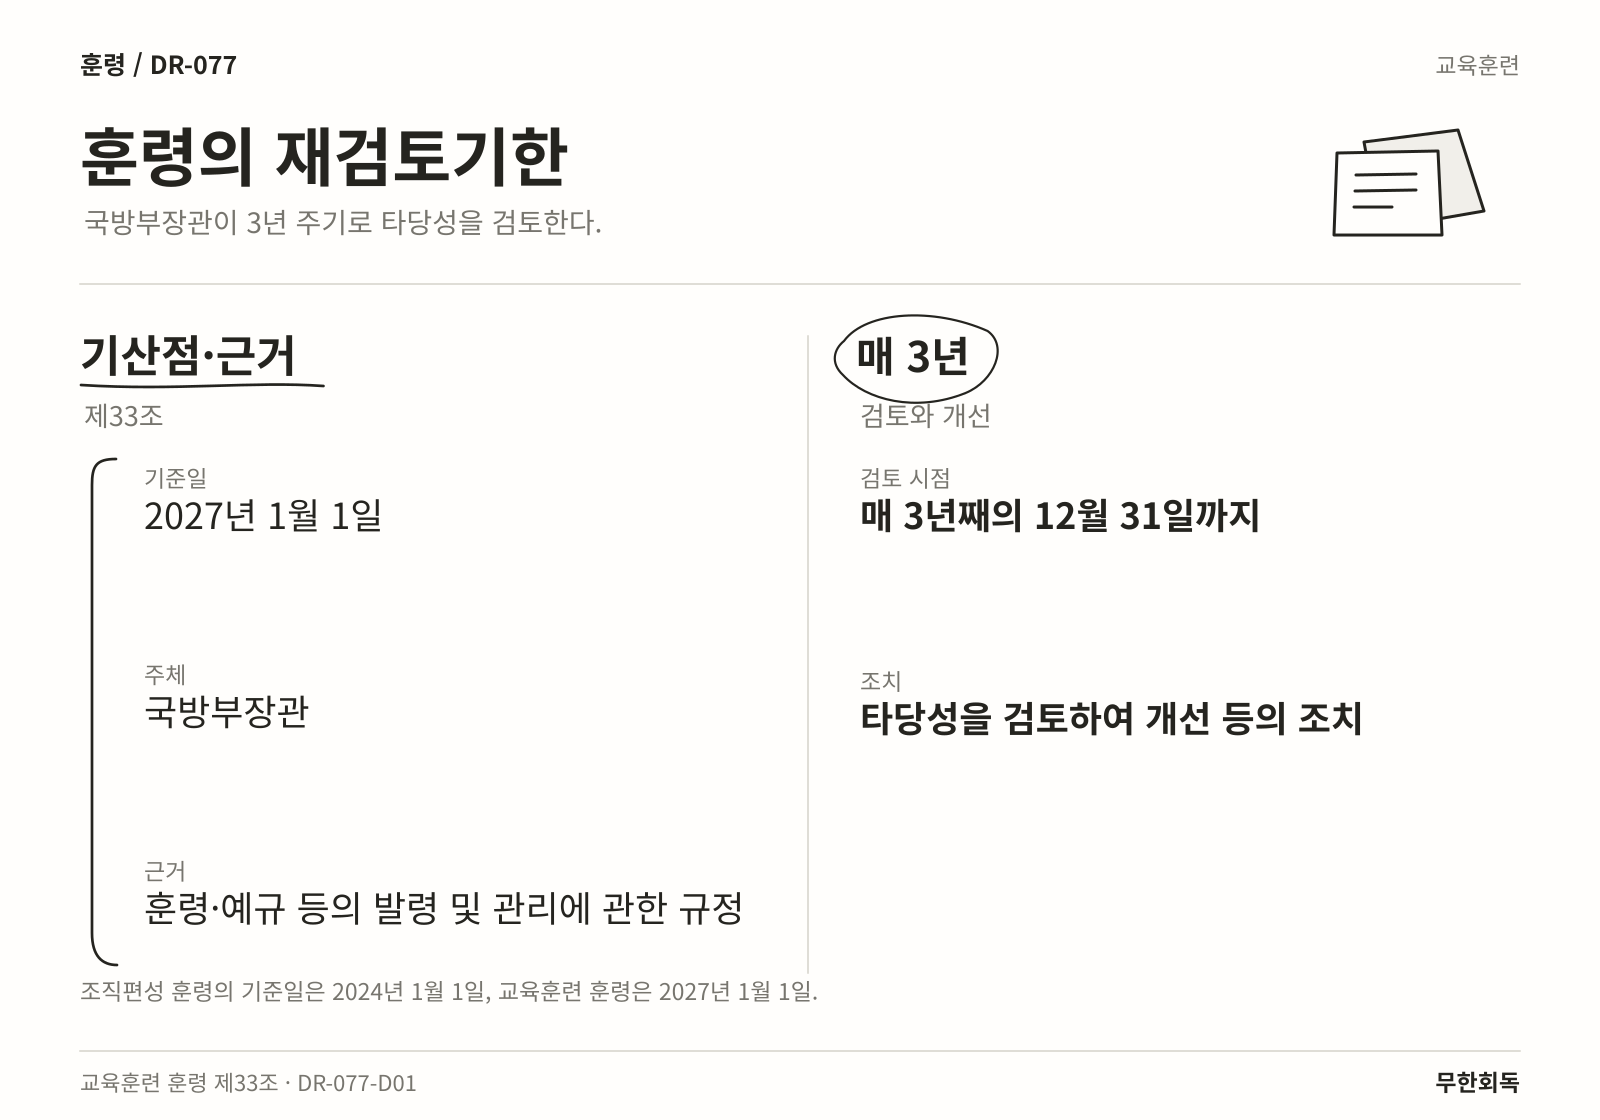 훈령 / DR-077
교육훈련
훈령의 재검토기한
국방부장관이 3년 주기로 타당성을 검토한다.
기산점·근거
제33조
기준일
2027년 1월 1일
주체
국방부장관
근거
훈령·예규 등의 발령 및 관리에 관한 규정
매 3년
검토와 개선
검토 시점
매 3년째의 12월 31일까지
조치
타당성을 검토하여 개선 등의 조치
조직편성 훈령의 기준일은 2024년 1월 1일, 교육훈련 훈령은 2027년 1월 1일.
교육훈련 훈령 제33조 · DR-077-D01
무한회독